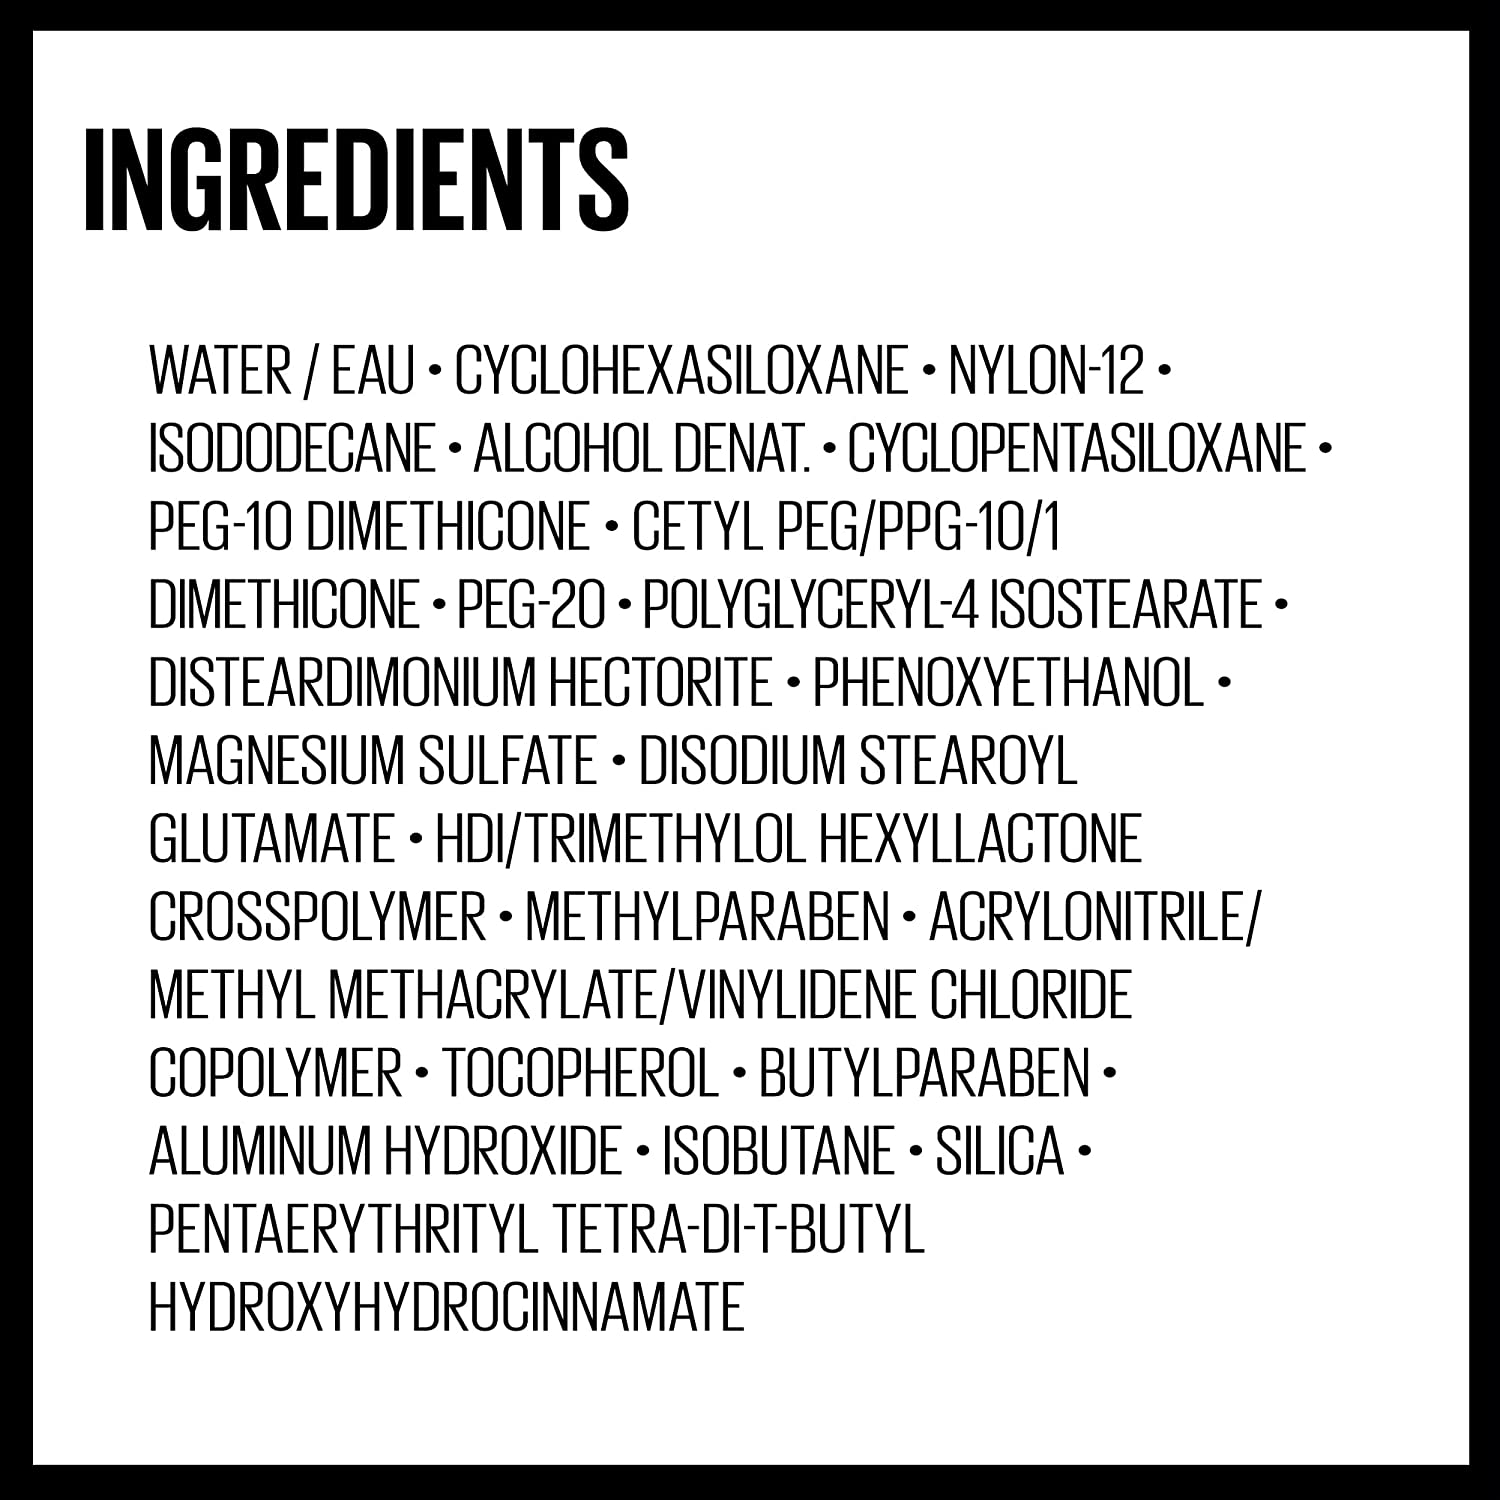 INGREDIENTS
WATER / EAU • CYCLOHEXASILOXANE • NYLON-12 •
ISODODECANE • ALCOHOL DENAT. • CYCLOPENTASILOXANE •
PEG-10 DIMETHICONE • CETYL PEG/PPG-10/1
DIMETHICONE • PEG-20 • POLYGLYCERYL-4 ISOSTEARATE •
DISTEARDIMONIUM HECTORITE • PHENOXYETHANOL •
MAGNESIUM SULFATE • DISODIUM STEAROYL
GLUTAMATE • HDI/TRIMETHYLOL HEXYLLACTONE
CROSSPOLYMER • METHYLPARABEN • ACRYLONITRILE/
METHYL METHACRYLATE/VINYLIDENE CHLORIDE
COPOLYMER • TOCOPHEROL • BUTYLPARABEN •
ALUMINUM HYDROXIDE • ISOBUTANE • SILICA •
PENTAERYTHRITYL TETRA-DI-T-BUTYL
HYDROXYHYDROCINNAMATE